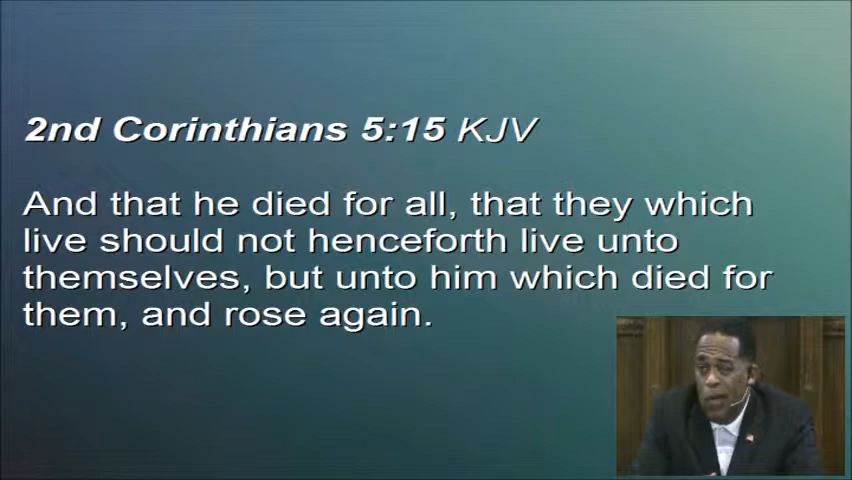 2nd Corinthians 5:15 KJV
And that he died for all, that they which
live should not henceforth live unto
themselves, but unto him which died for
them, and rose again.